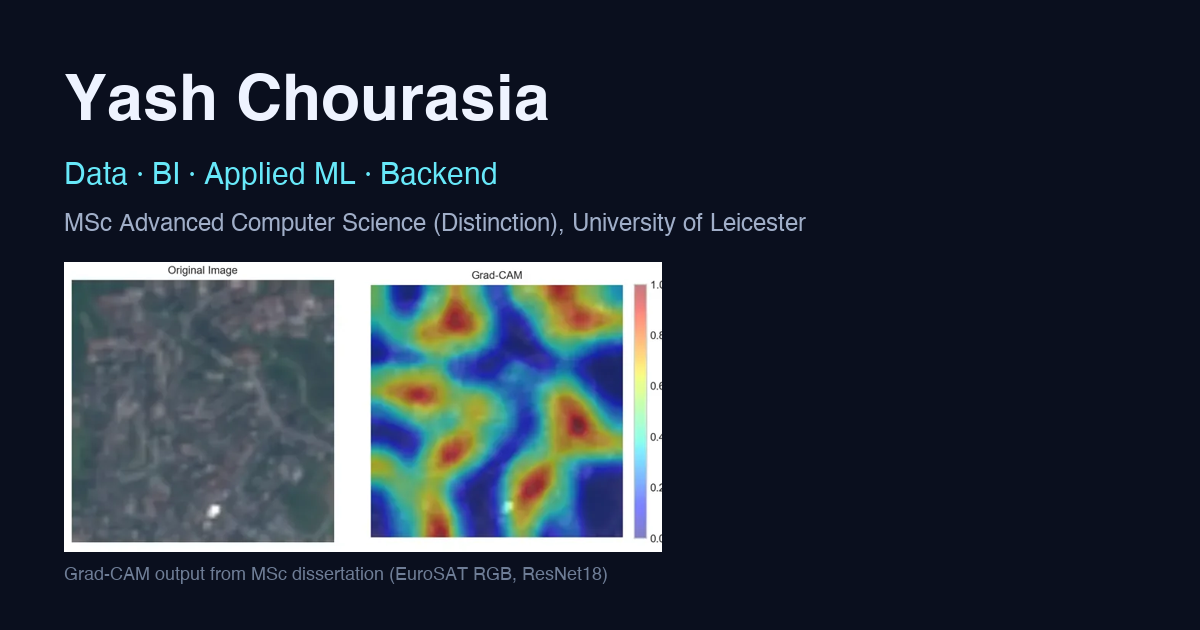 Yash Chourasia
Data · BI · Applied ML · Backend
MSc Advanced Computer Science (Distinction), University of Leicester
Original Image
Grad-CAM
1.0
0.8
0.6
0.4
0.2
0.0
Grad-CAM output from MSc dissertation (EuroSAT RGB, ResNet18)